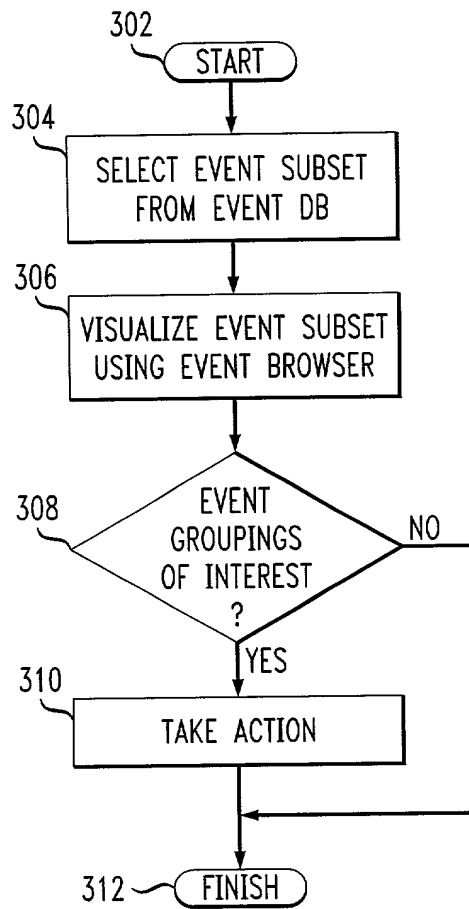 302
START
304
SELECT EVENT SUBSET
FROM EVENT DB
306
VISUALIZE EVENT SUBSET
USING EVENT BROWSER
308
EVENT
GROUPINGS
OF INTEREST
?
NO
YES
310
TAKE ACTION
312
FINISH